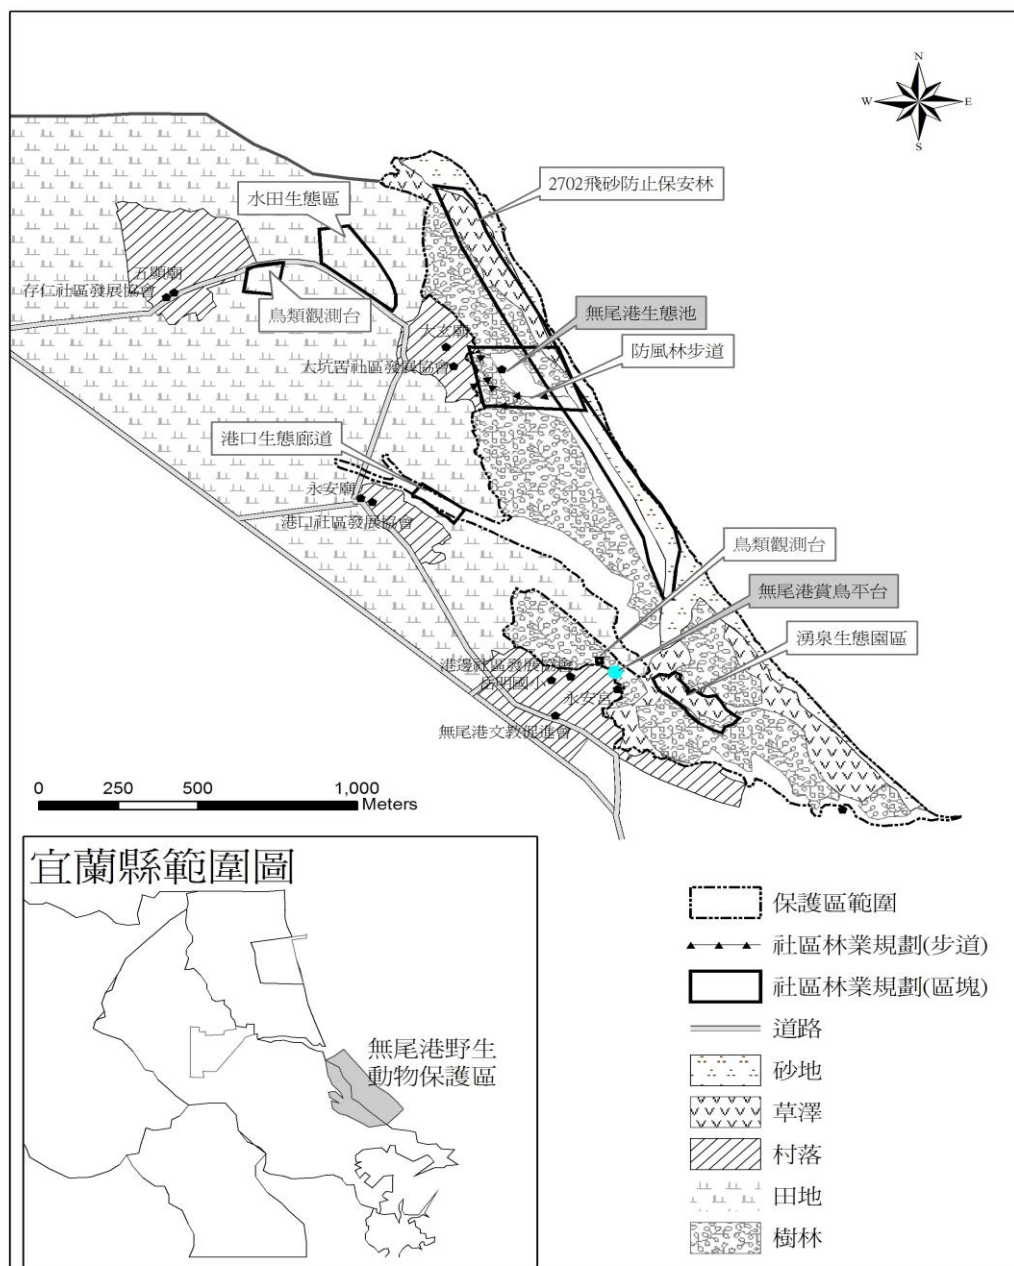 N
W
E
S
2702飛砂防止保安林
水田生態區
五顯廟
存仁社區發展協會
鳥類觀測台
無尾港生態池
大坑罟社區發展協會
防風林步道
港口生態廊道
永安廟
港口社區發展協會
鳥類觀測台
無尾港賞鳥平台
湧泉生態園區
港邊社區發展協會
岳明國小
永安宮
無尾港文教促進會
0 250 500 1,000
Meters
宜蘭縣範圍圖
無尾港野生
動物保護區
保護區範圍
社區林業規劃(步道)
社區林業規劃(區塊)
道路
砂地
草澤
村落
田地
樹林